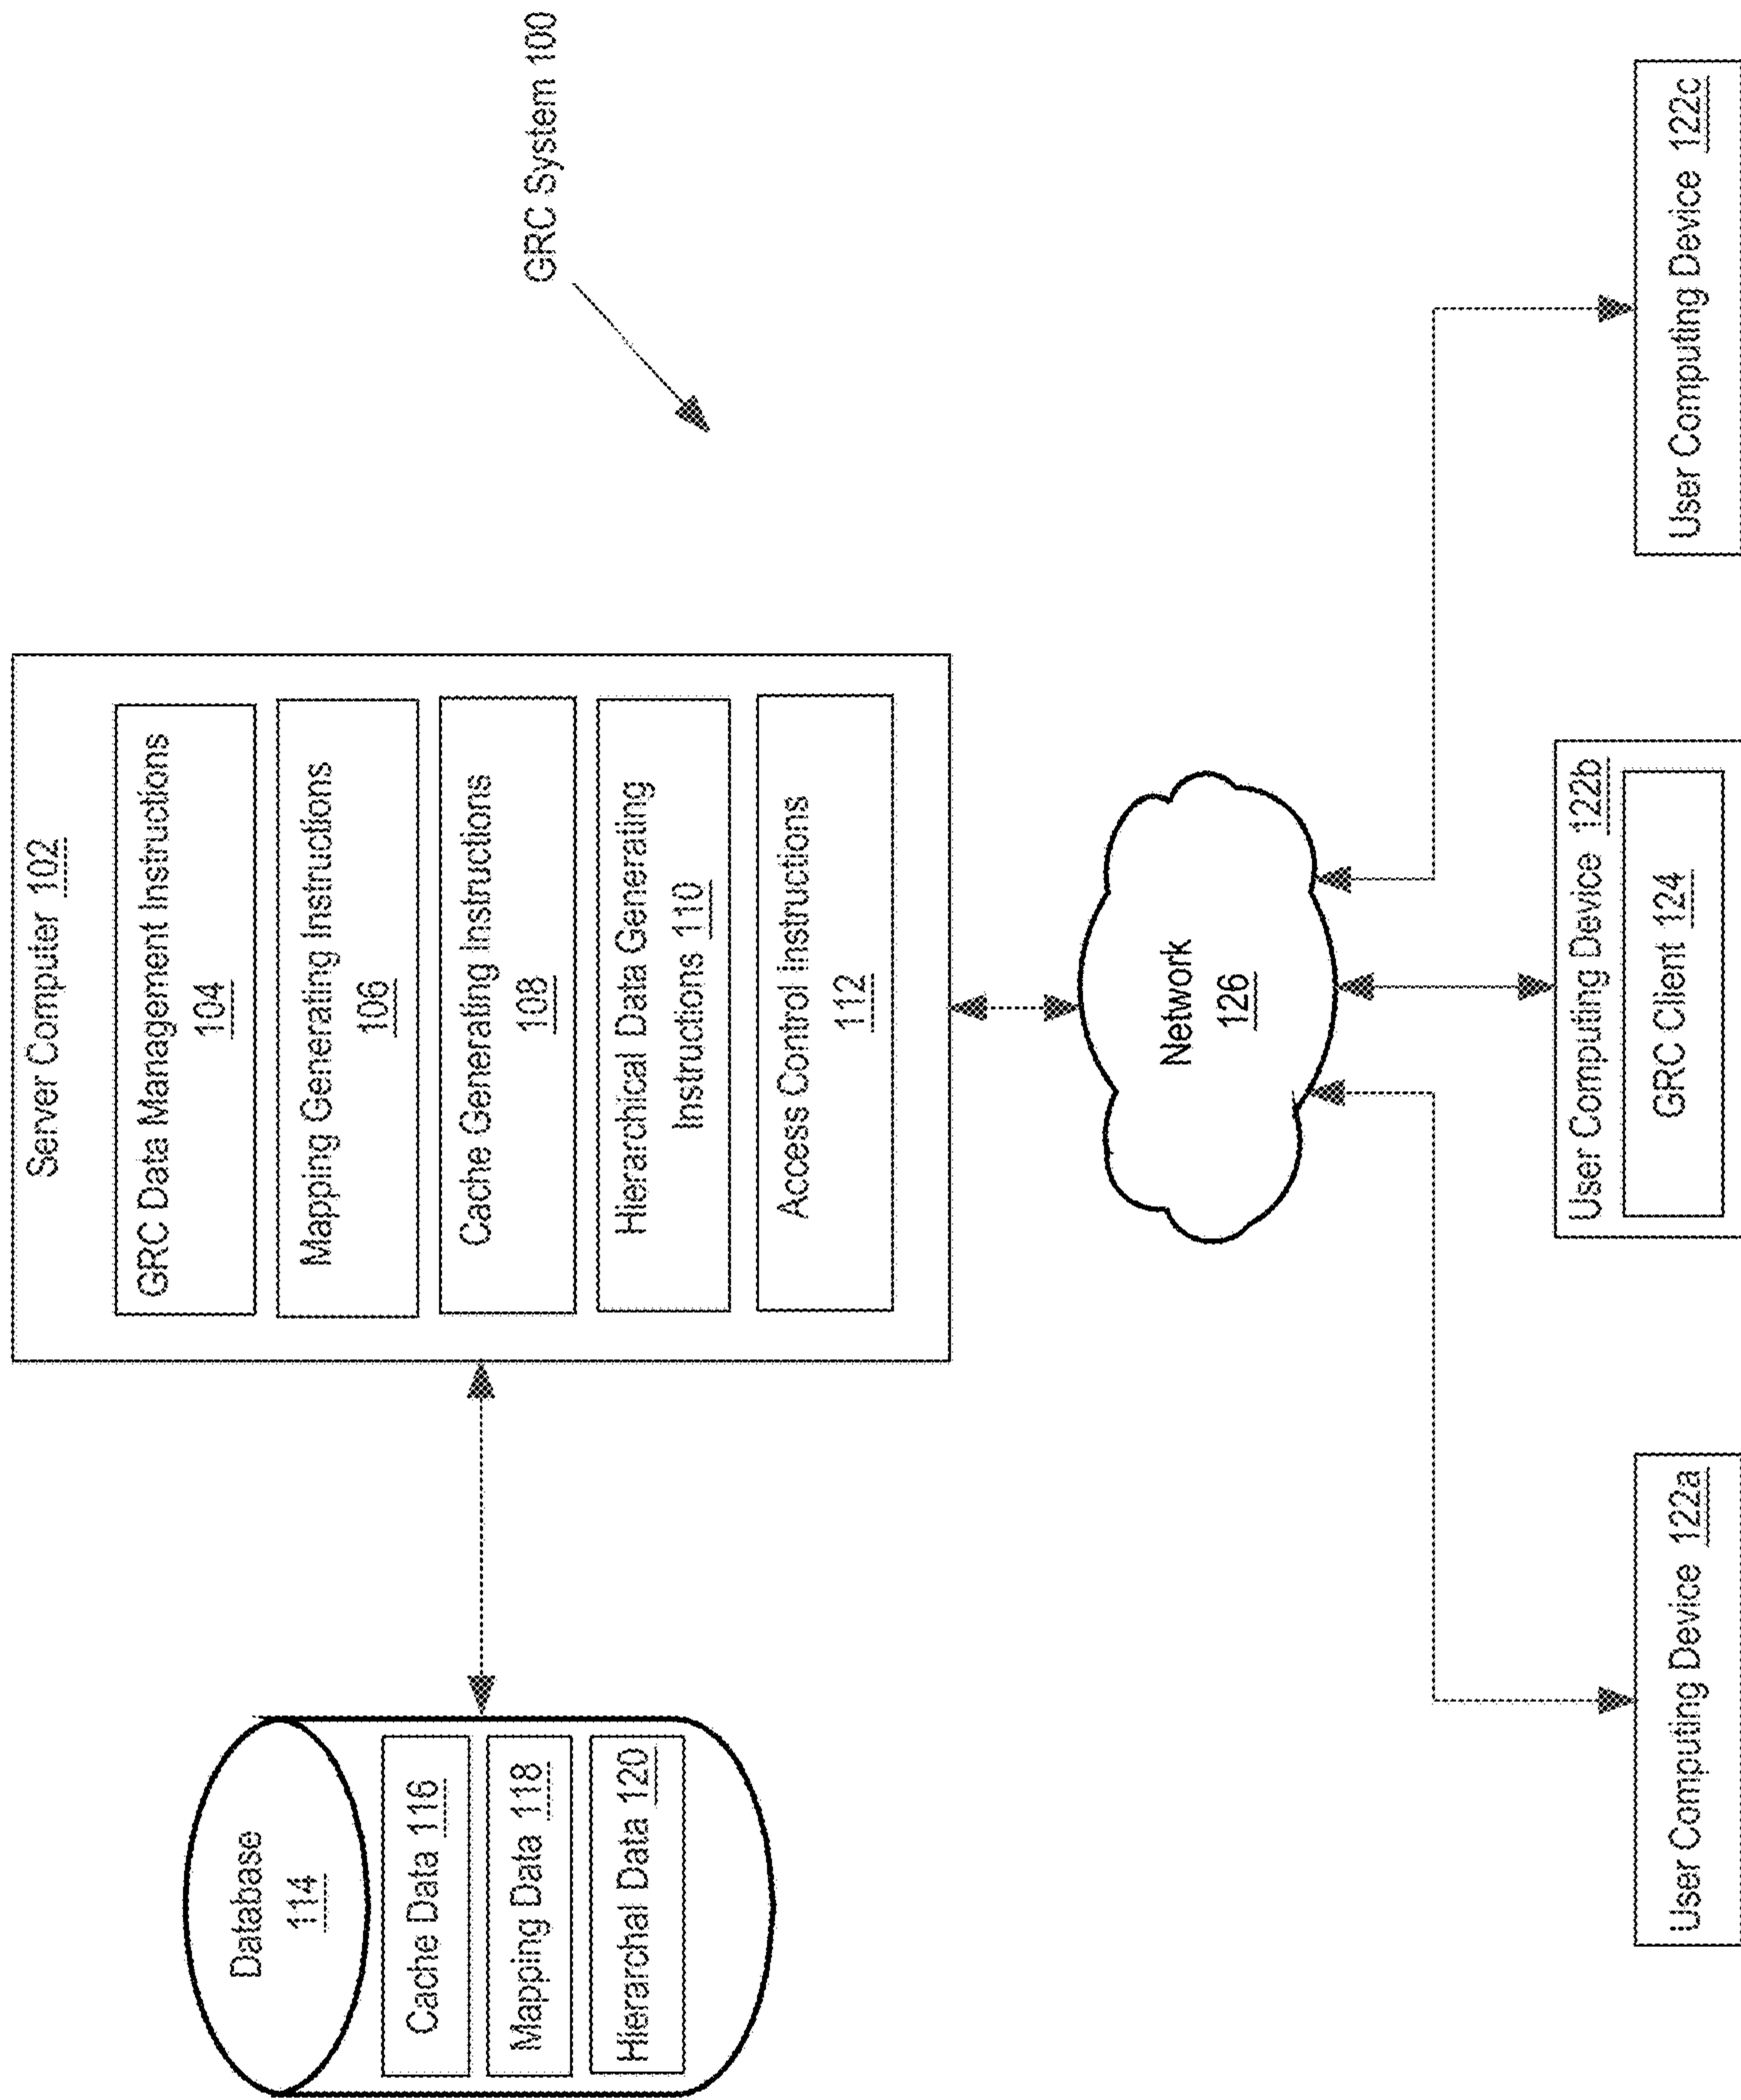 GRC System 100
Server Computer 102
GRC Data Management Instructions
104
Mapping Generating Instructions
106
Cache Generating Instructions
108
Hierarchical Data Generating
Instructions 110
Access Control Instructions
112
Database
114
Cache Data 116
Mapping Data 118
Hierarchal Data 120
Network
126
User Computing Device 122a
User Computing Device 122b
GRC Client 124
User Computing Device 122c